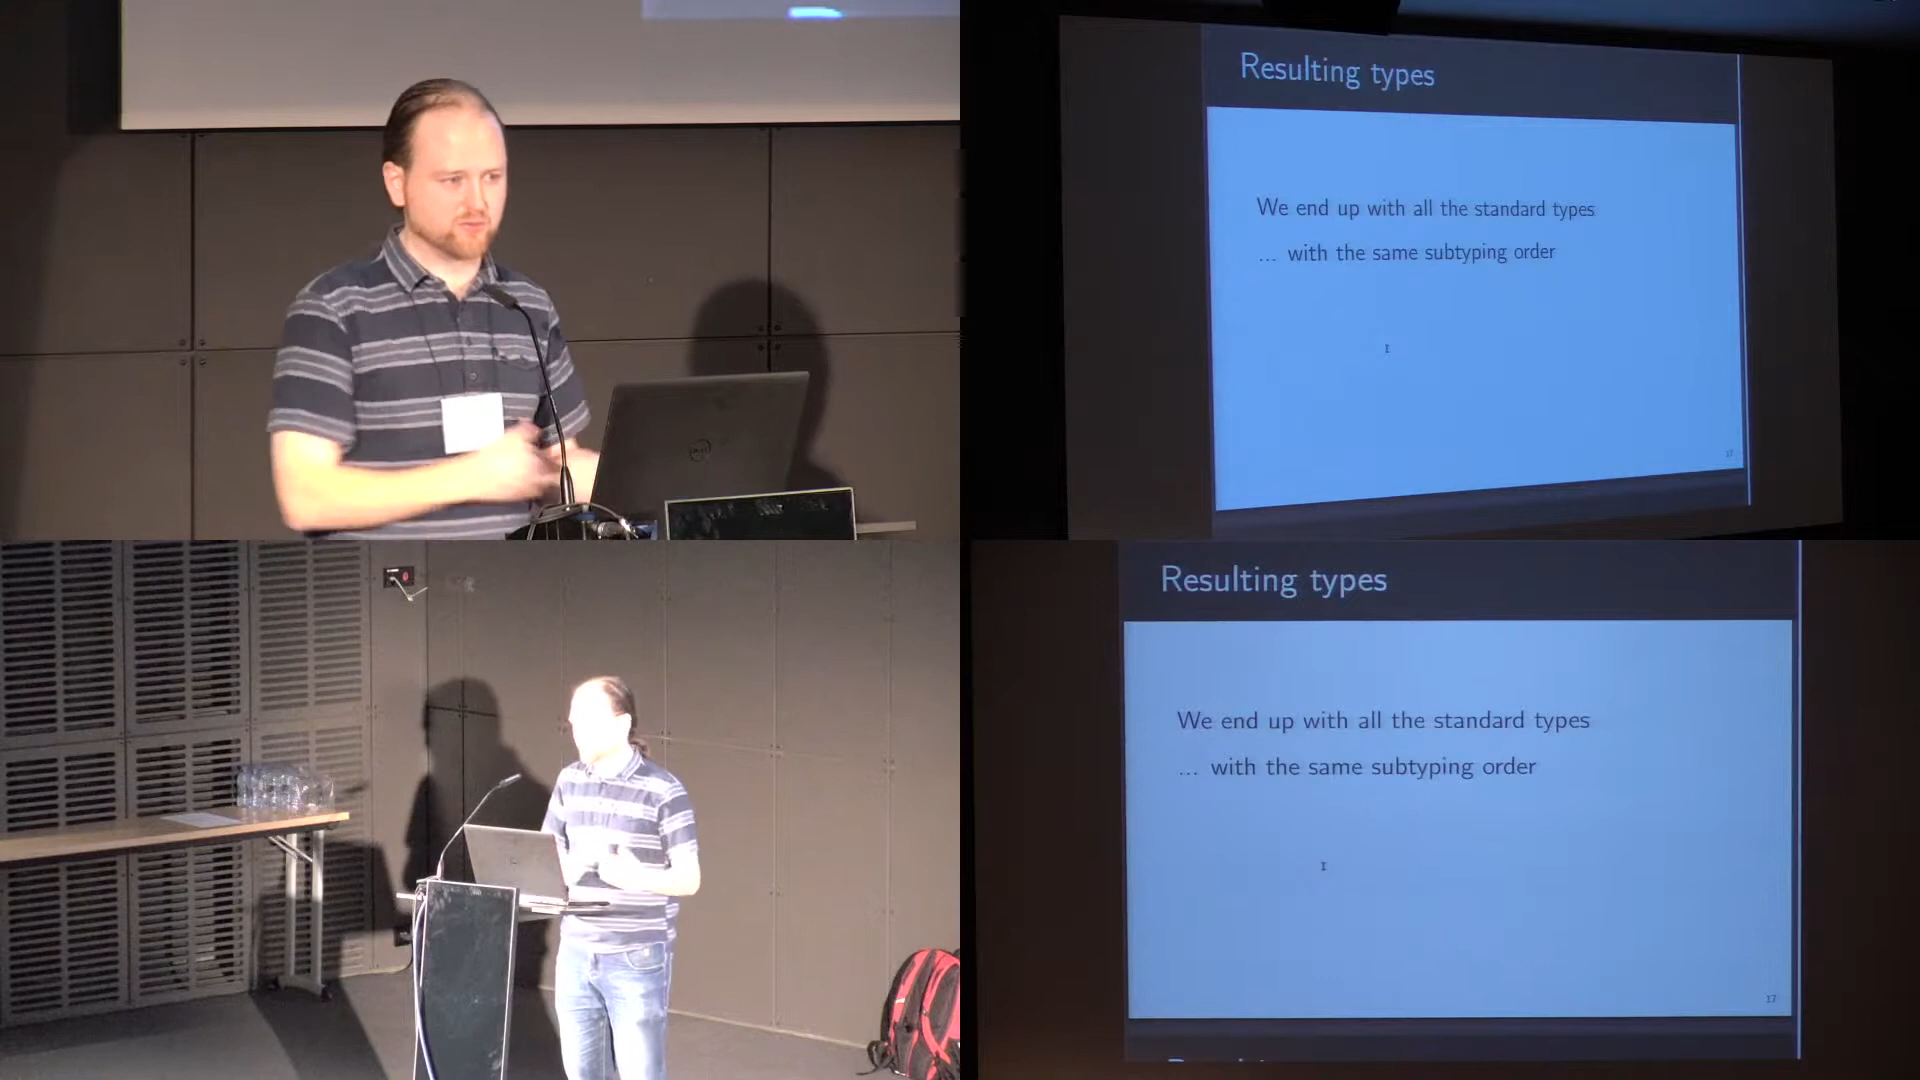 Resulting types
We end up with all the standard types
... with the same subtyping order
17
Resulting types
We end up with all the standard types
... with the same subtyping order
17